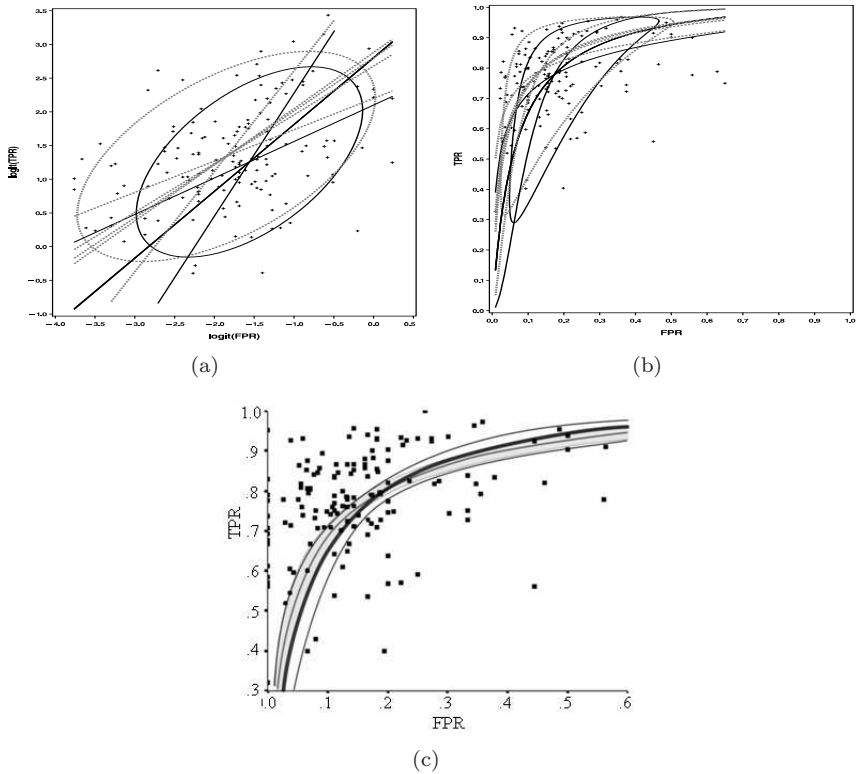 3.5
3.0
2.5
2.0
1.5
1.0
0.5
0.0
−0.5
−1.0
logit(TPR)
−4.0 −3.5 −3.0 −2.5 −2.0 −1.5 −1.0 −0.5 0.0 0.5
logit(FPR)
(a)
1.0
0.9
0.8
0.7
0.6
0.5
0.4
0.3
0.2
0.1
0.0
TPR
0.0 0.1 0.2 0.3 0.4 0.5 0.6 0.7 0.8 0.9 1.0
FPR
(b)
1.0
.9
.8
.7
.6
.5
.4
.3
TPR
.0 .1 .2 .3 .4 .5 .6
FPR
(c)